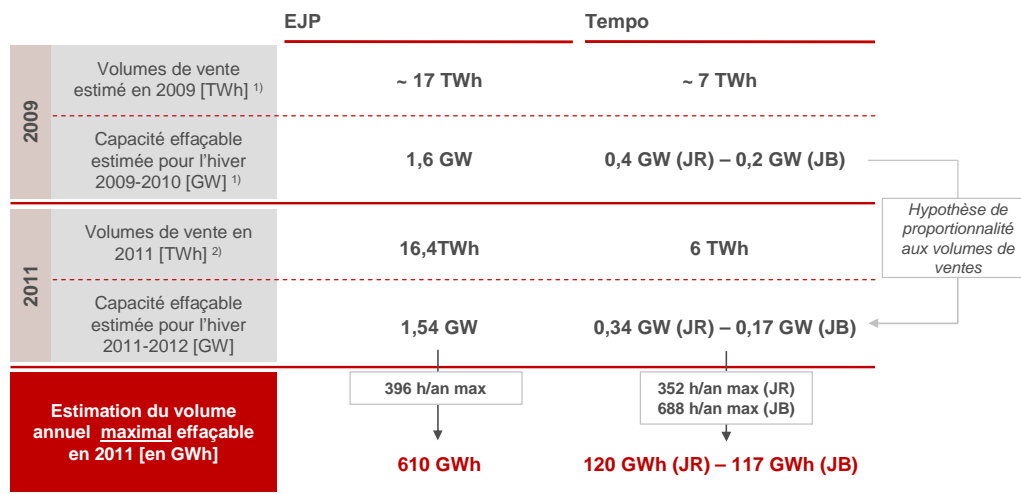 EJP
Tempo
2009
Volumes de vente
estimé en 2009 [TWh] 1)
~ 17 TWh
~ 7 TWh
Capacité effaçable
estimée pour l'hiver
2009-2010 [GW] 1)
1,6 GW
0,4 GW (JR) – 0,2 GW (JB)
Hypothèse de
proportionnalité
aux volumes de
ventes
2011
Volumes de vente en
2011 [TWh] 2)
16,4TWh
6 TWh
Capacité effaçable
estimée pour l'hiver
2011-2012 [GW]
1,54 GW
0,34 GW (JR) – 0,17 GW (JB)
396 h/an max
352 h/an max (JR)
688 h/an max (JB)
Estimation du volume
annuel maximal effaçable
en 2011 [en GWh]
610 GWh
120 GWh (JR) – 117 GWh (JB)